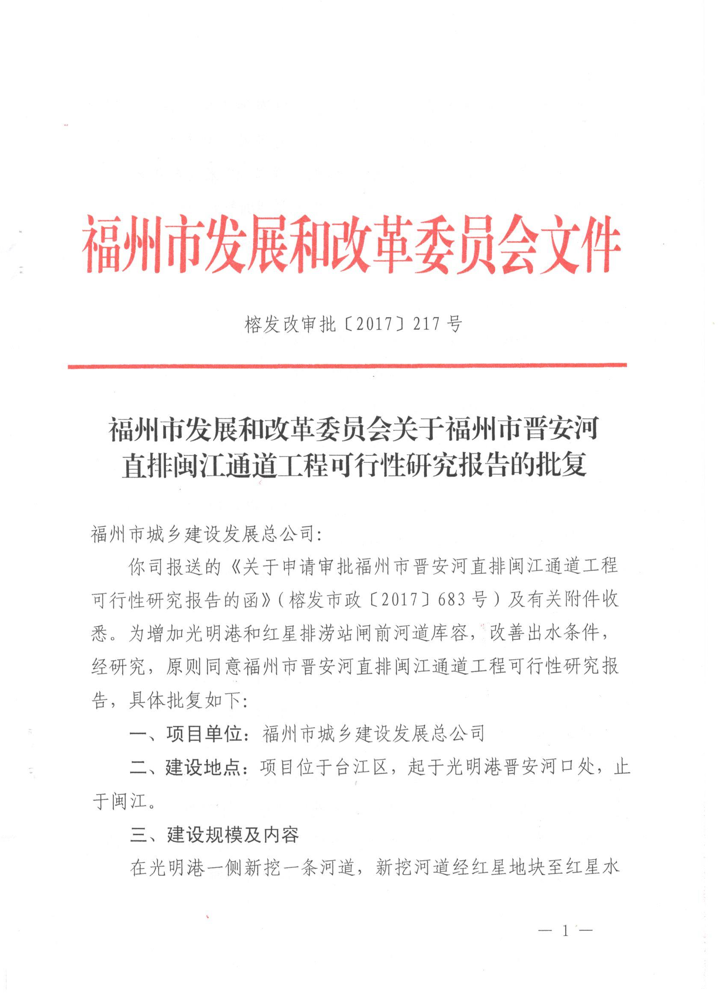 福州市发展和改革委员会文件
榕发改审批〔2017〕217 号
福州市发展和改革委员会关于福州市晋安河
直排闽江通道工程可行性研究报告的批复
福州市城乡建设发展总公司:
你司报送的《关于申请审批福州市晋安河直排闽江通道工程
可行性研究报告的函》(榕发市政〔2017〕683 号)及有关附件收
悉。为增加光明港和红星排涝站闸前河道库容，改善出水条件，
经研究，原则同意福州市晋安河直排闽江通道工程可行性研究报
告，具体批复如下:
一、项目单位：福州市城乡建设发展总公司
二、建设地点：项目位于台江区，起于光明港晋安河口处，止
于闽江。
三、建设规模及内容
在光明港一侧新挖一条河道，新挖河道经红星地块至红星水
— 1 —